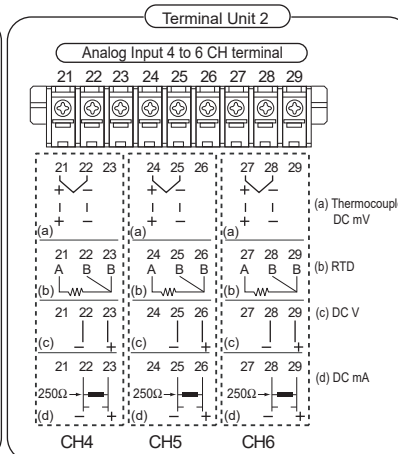 Terminal Unit 2
Analog Input 4 to 6 CH terminal
21 22 23 24 25 26 27 28 29
21 22 23 24 25 26 27 28 29
+ − + − + −
+ − + − + −
(a) (a) (a)
(a) Thermocouple
DC mV
21 22 23 24 25 26 27 28 29
A B B A B B A B B
(b) (b) (b)
(b) RTD
21 22 23 24 25 26 27 28 29
(c) − + (c) − + (c) − +
(c) DC V
21 22 23 24 25 26 27 28 29
250Ω 250Ω 250Ω
(d) − + (d) − + (d) − +
(d) DC mA
CH4 CH5 CH6